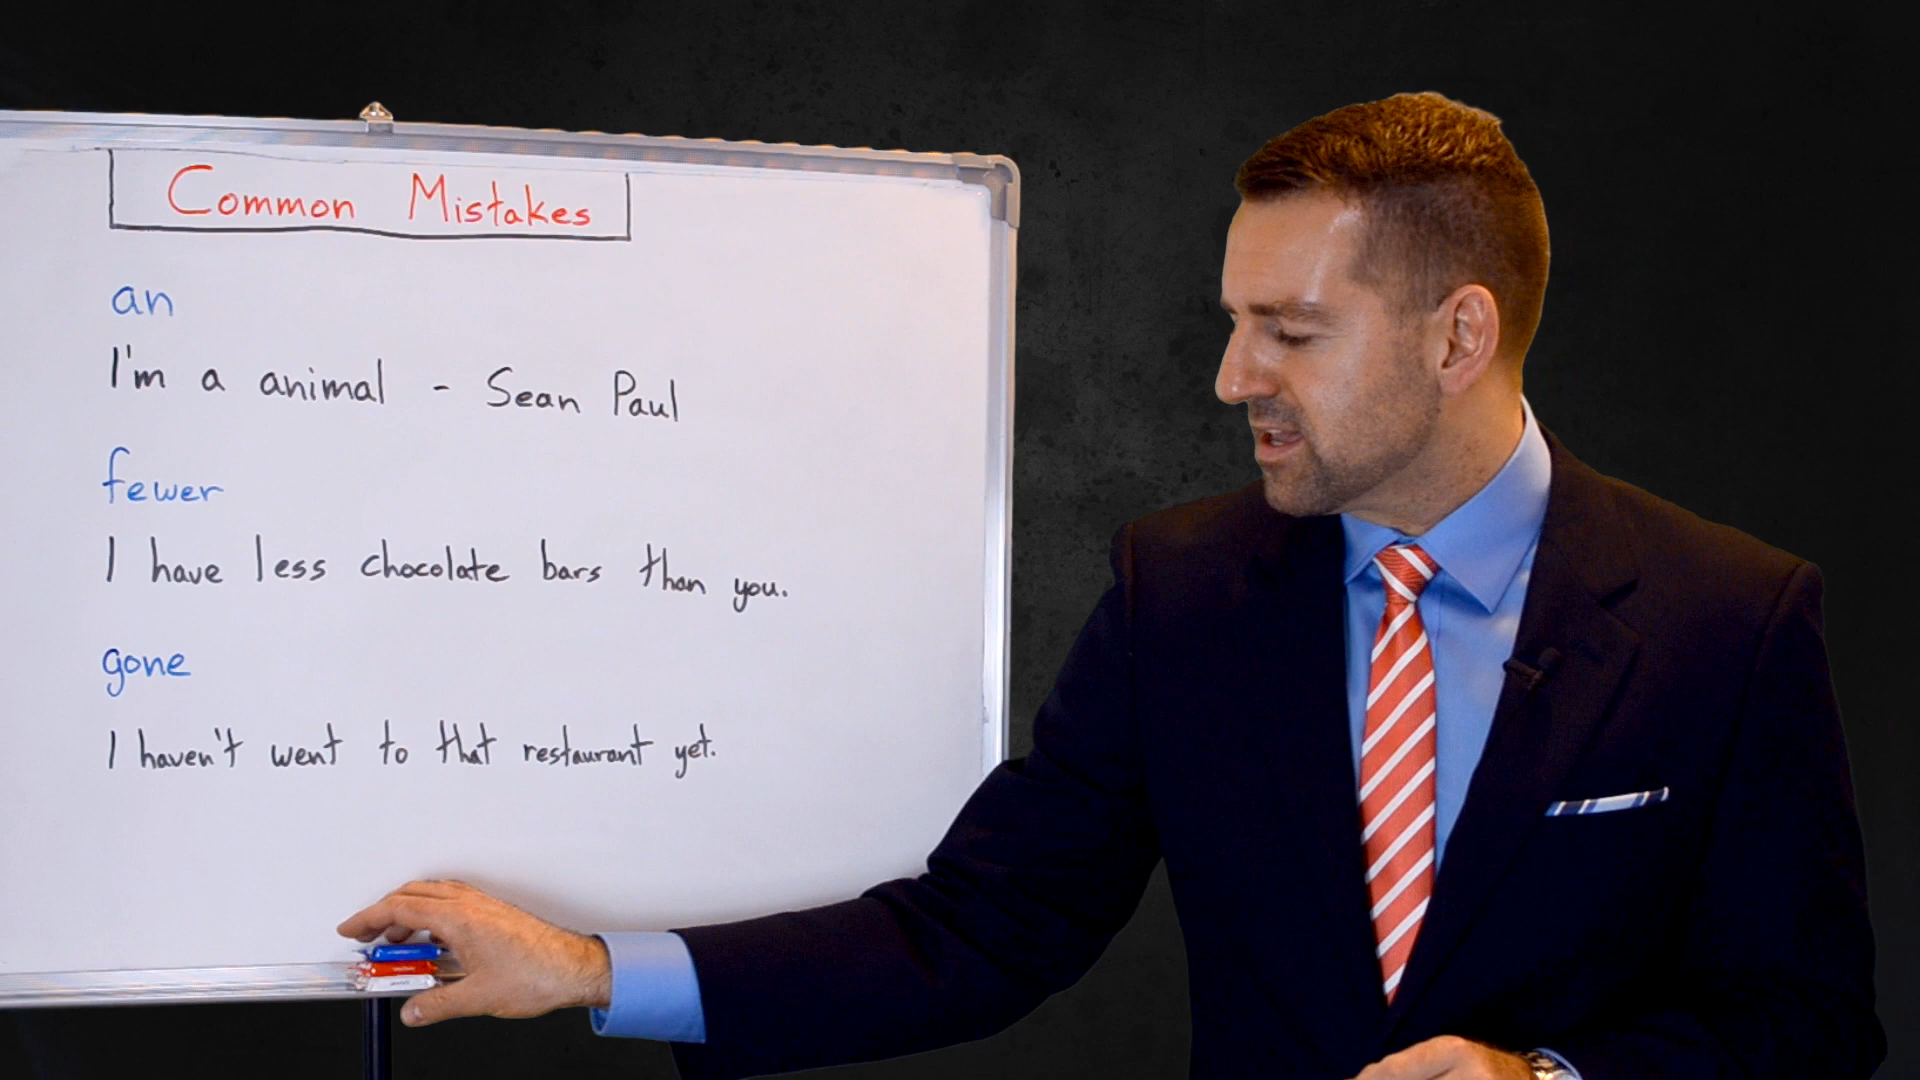 Common Mistakes
an
I'm a animal - Sean Paul
fewer
I have less chocolate bars than you.
gone
I haven't went to that restaurant yet.